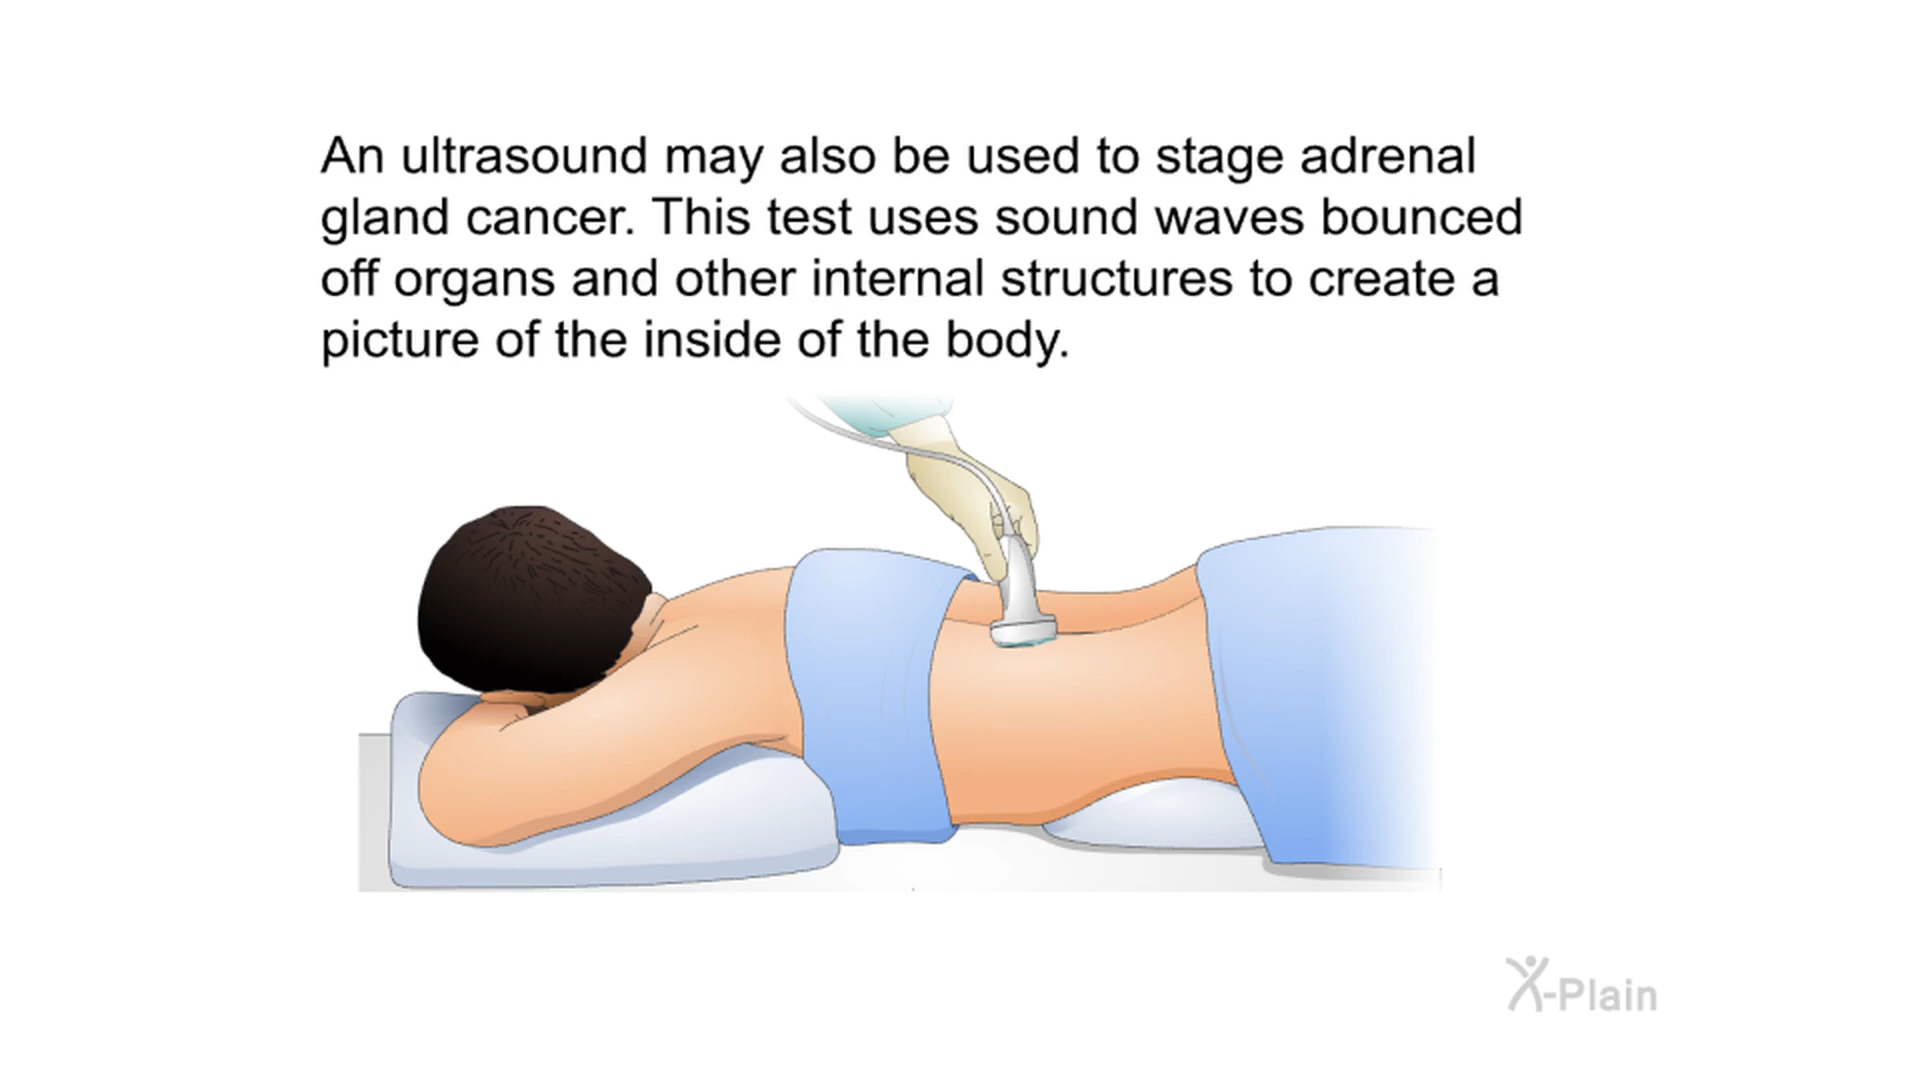 An ultrasound may also be used to stage adrenal
gland cancer. This test uses sound waves bounced
off organs and other internal structures to create a
picture of the inside of the body.
X-Plain